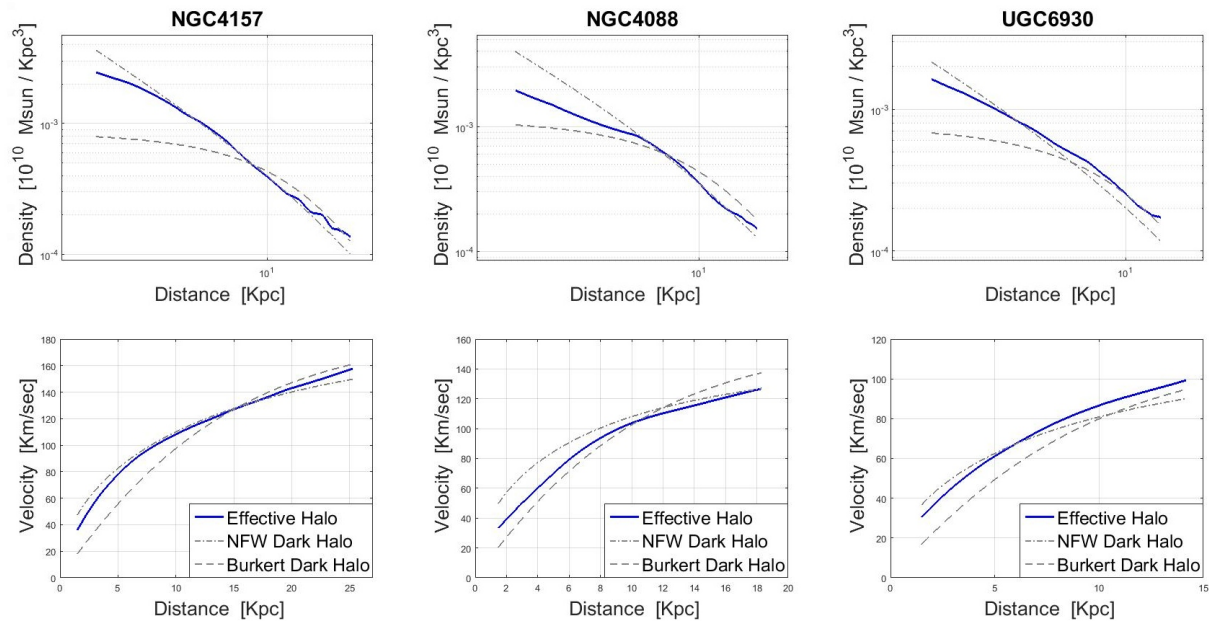 NGC4157
NGC4088
UGC6930
Density [10^10 Msun / Kpc^3]
10^-3
10^-4
10^1
Distance [Kpc]
Density [10^10 Msun / Kpc^3]
10^-3
10^-4
10^1
Distance [Kpc]
Density [10^10 Msun / Kpc^3]
10^-3
10^-4
10^1
Distance [Kpc]
Velocity [Km/sec]
180
160
140
120
100
80
60
40
20
0
0 5 10 15 20 25
Distance [Kpc]
Effective Halo
NFW Dark Halo
Burkert Dark Halo
Velocity [Km/sec]
160
140
120
100
80
60
40
20
0
0 2 4 6 8 10 12 14 16 18 20
Distance [Kpc]
Effective Halo
NFW Dark Halo
Burkert Dark Halo
Velocity [Km/sec]
120
100
80
60
40
20
0
0 5 10 15
Distance [Kpc]
Effective Halo
NFW Dark Halo
Burkert Dark Halo